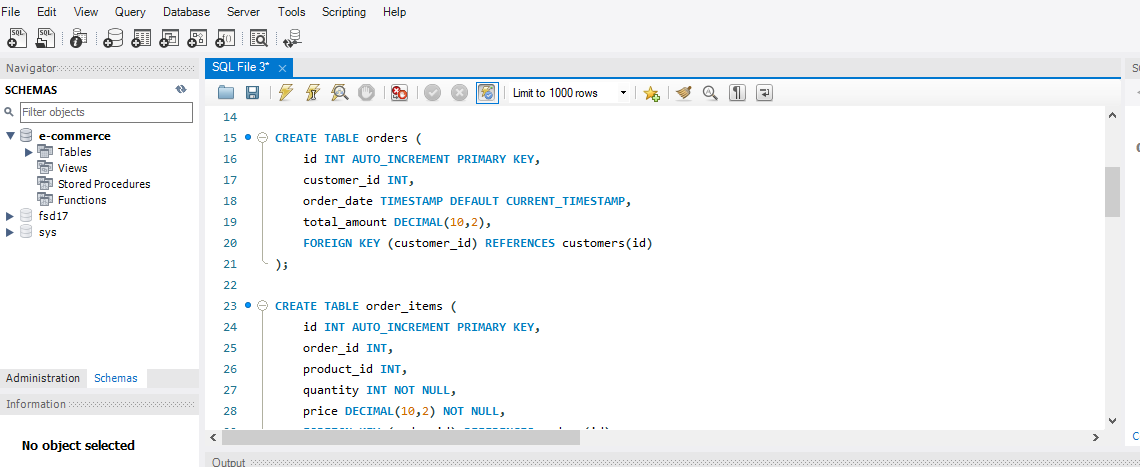 File Edit View Query Database Server Tools Scripting Help
Navigator
SCHEMAS
Filter objects
e-commerce
Tables
Views
Stored Procedures
Functions
fsd17
sys
Administration Schemas
Information
No object selected
SQL File 3*
Limit to 1000 rows
14
15 CREATE TABLE orders (
16 id INT AUTO_INCREMENT PRIMARY KEY,
17 customer_id INT,
18 order_date TIMESTAMP DEFAULT CURRENT_TIMESTAMP,
19 total_amount DECIMAL(10,2),
20 FOREIGN KEY (customer_id) REFERENCES customers(id)
21 );
22
23 CREATE TABLE order_items (
24 id INT AUTO_INCREMENT PRIMARY KEY,
25 order_id INT,
26 product_id INT,
27 quantity INT NOT NULL,
28 price DECIMAL(10,2) NOT NULL,
Output